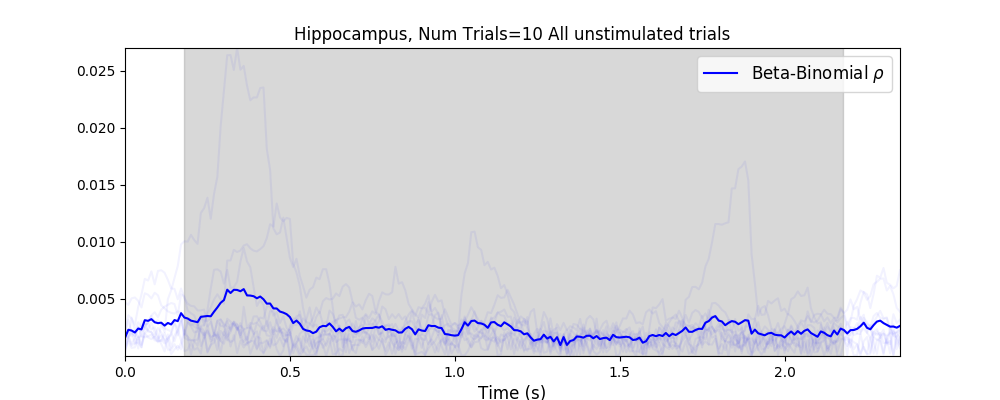 Hippocampus, Num Trials=10 All unstimulated trials
Beta-Binomial ρ
0.025
0.020
0.015
0.010
0.005
0.0 0.5 1.0 1.5 2.0
Time (s)